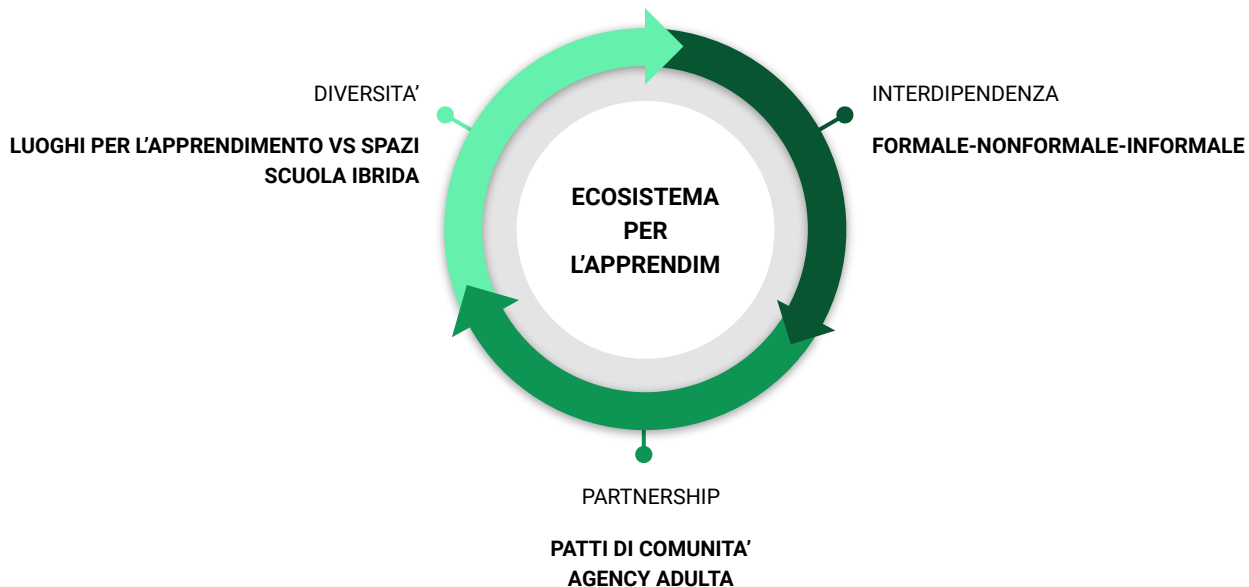 DIVERSITA’
LUOGHI PER L’APPRENDIMENTO VS SPAZI
SCUOLA IBRIDA
INTERDIPENDENZA
FORMALE-NONFORMALE-INFORMALE
ECOSISTEMA
PER
L’APPRENDIM
PARTNERSHIP
PATTI DI COMUNITA’
AGENCY ADULTA